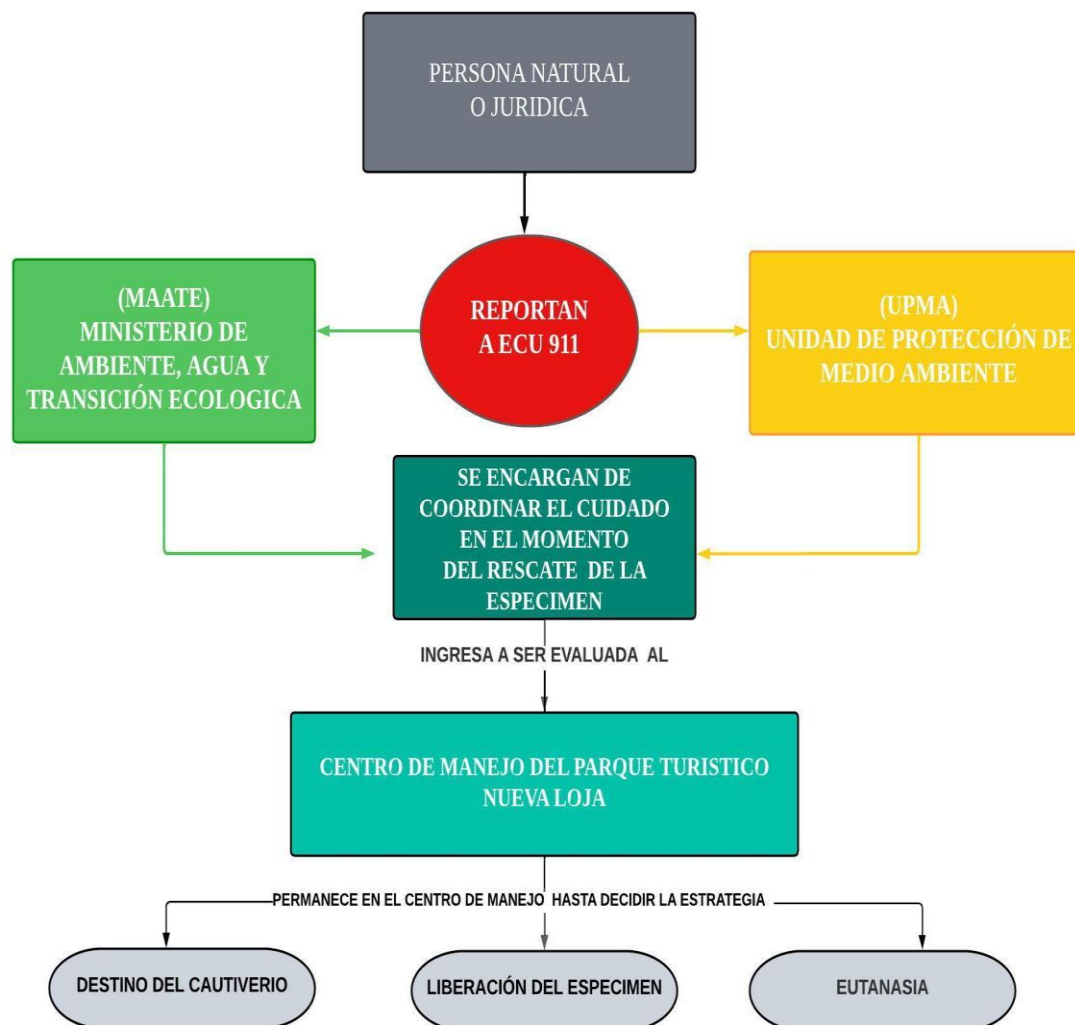 PERSONA NATURAL
O JURIDICA
REPORTAN
A ECU 911
(MAATE)
MINISTERIO DE
AMBIENTE, AGUA Y
TRANSICIÓN ECOLOGICA
(UPMA)
UNIDAD DE PROTECCIÓN DE
MEDIO AMBIENTE
SE ENCARGAN DE
COORDINAR EL CUIDADO
EN EL MOMENTO
DEL RESCATE DE LA
ESPECIMEN
INGRESA A SER EVALUADA AL
CENTRO DE MANEJO DEL PARQUE TURISTICO
NUEVA LOJA
PERMANECE EN EL CENTRO DE MANEJO HASTA DECIDIR LA ESTRATEGIA
DESTINO DEL CAUTIVERIO
LIBERACIÓN DEL ESPECIMEN
EUTANASIA